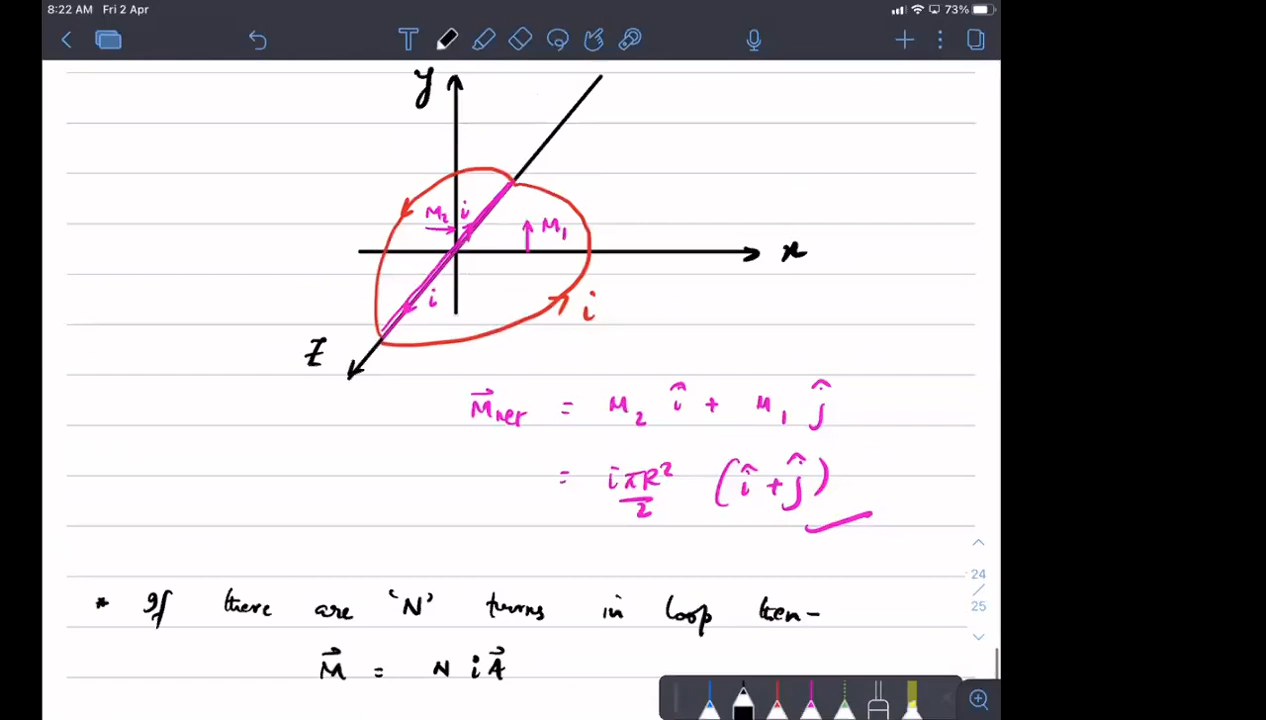 8:22 AM Fri 2 Apr
73%
T
y
M₂ i
M₁
x
i
i
Z
M⃗net = M₂ î + M₁ ĵ
= iπR²/2 (î + ĵ)
24
/
25
* If there are 'N' turns in loop then-
M⃗ = N i A⃗